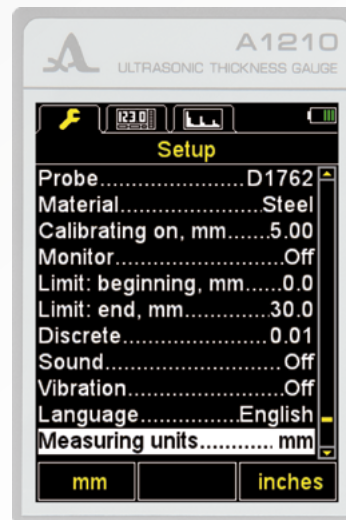 A1210
ULTRASONIC THICKNESS GAUGE
123.0
Setup
Probe..................D1762
Material...................Steel
Calibrating on, mm......5.00
Monitor.......................Off
Limit: beginning, mm......0.0
Limit: end, mm............30.0
Discrete....................0.01
Sound........................Off
Vibration.....................Off
Language..............English
Measuring units............ mm
mm
inches